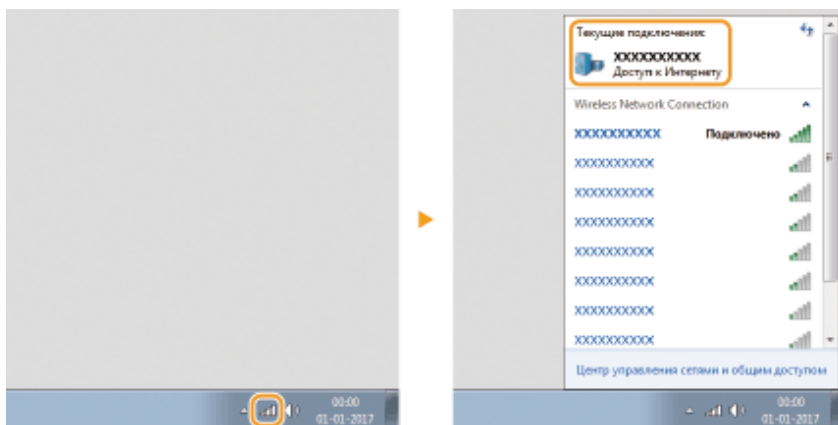 00:00
01-01-2017
Текущие подключения:
XXXXXXXXXX
Доступ к Интернету
Wireless Network Connection
XXXXXXXXXX Подключено
XXXXXXXXXX
XXXXXXXXXX
XXXXXXXXXX
XXXXXXXXXX
XXXXXXXXXX
XXXXXXXXXX
XXXXXXXXXX
Центр управления сетями и общим доступом
00:00
01-01-2017